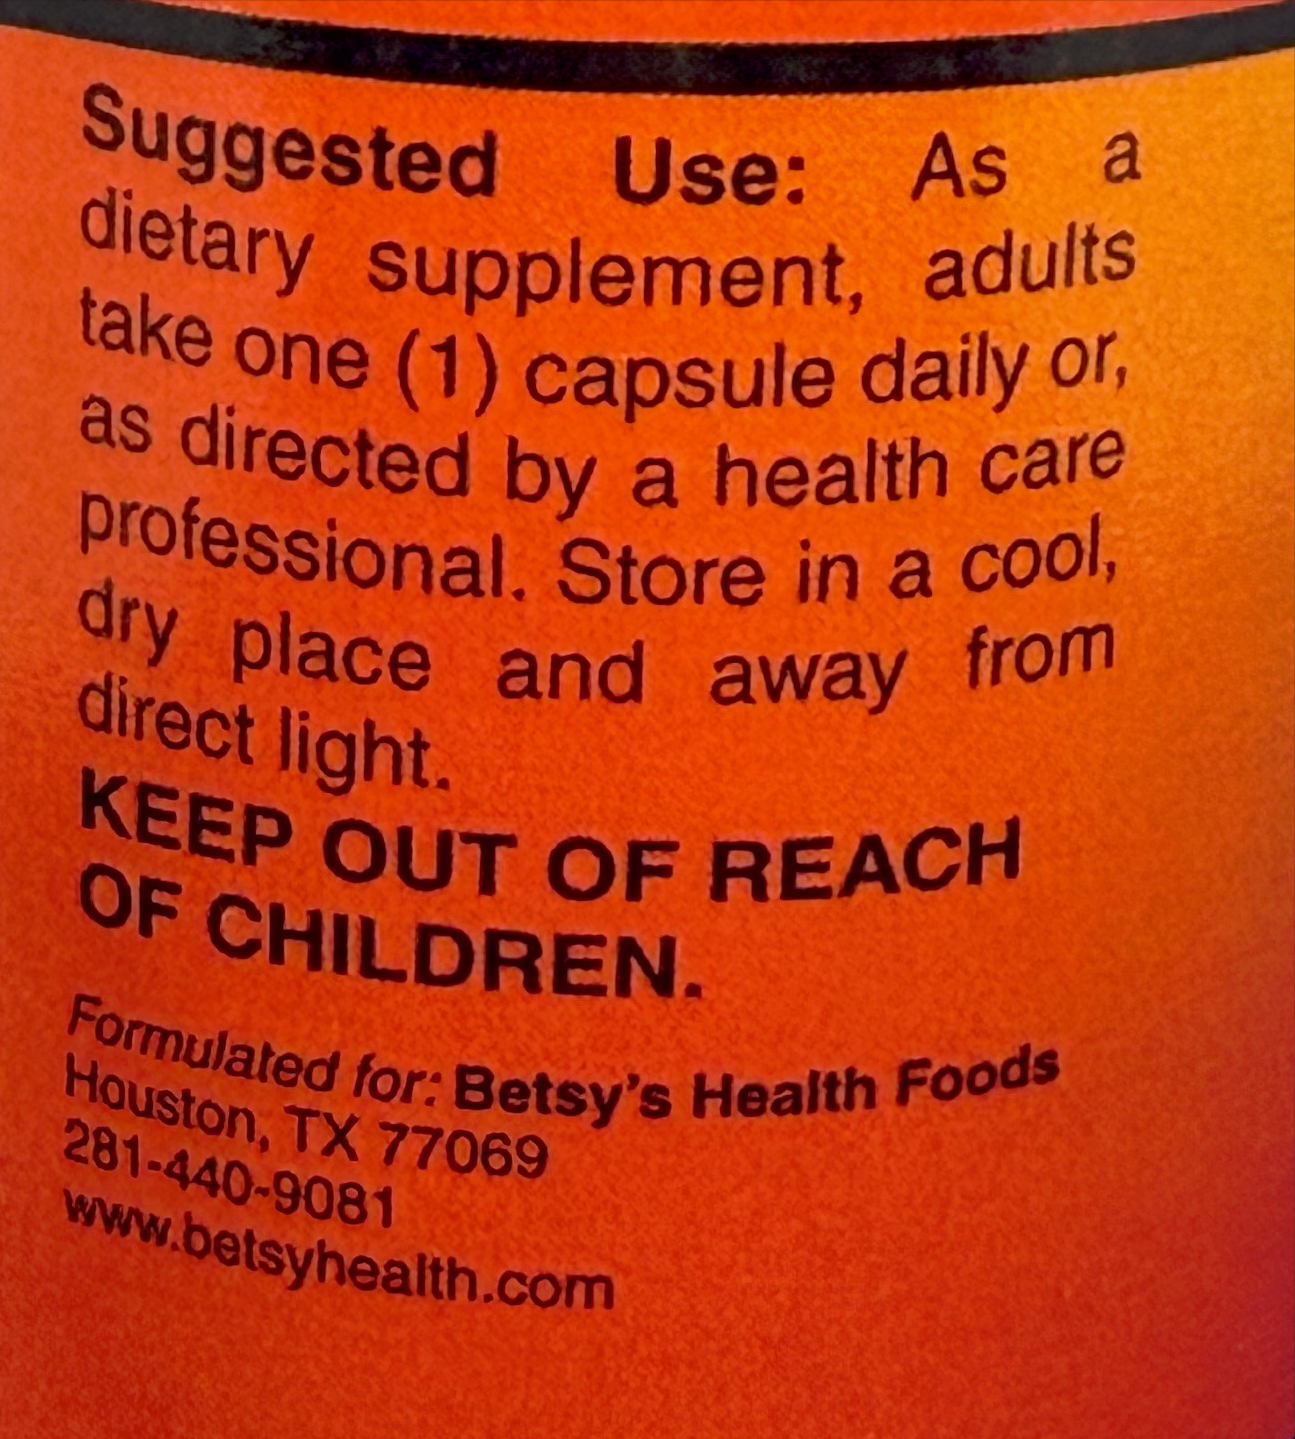 Suggested Use: As a
dietary supplement, adults
take one (1) capsule daily or,
as directed by a health care
professional. Store in a cool,
dry place and away from
direct light.
KEEP OUT OF REACH
OF CHILDREN.
Formulated for: Betsy's Health Foods
Houston, TX 77069
281-440-9081
www.betsyhealth.com